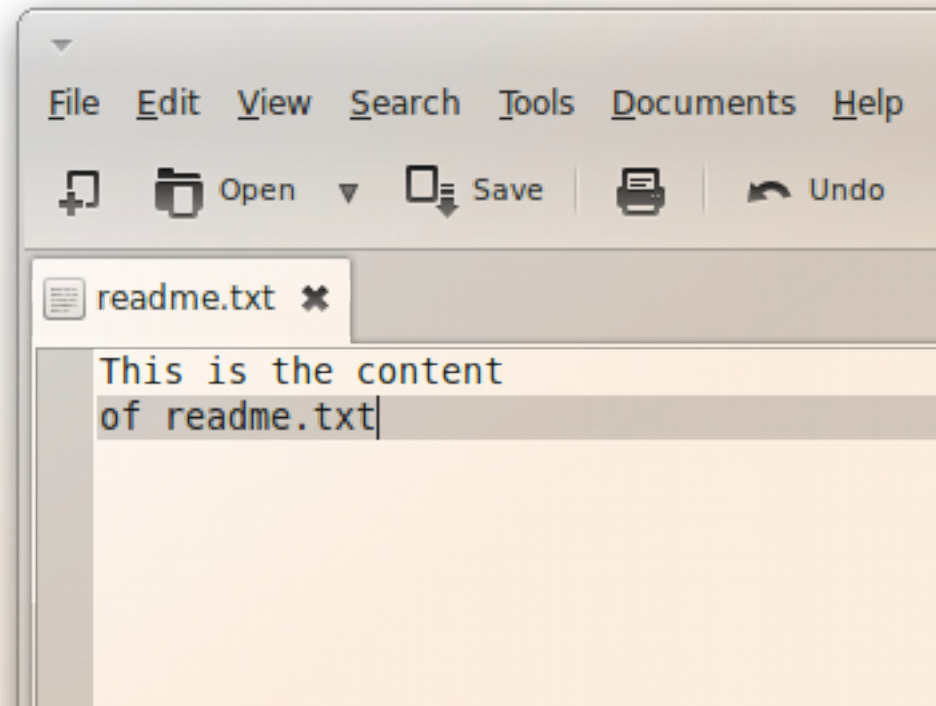 File Edit View Search Tools Documents Help
Open Save Undo
readme.txt
This is the content
of readme.txt